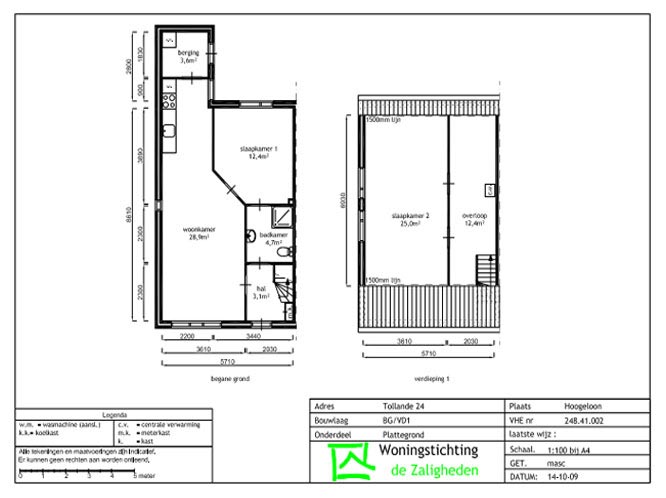 berging
3,6m²
2800
1830
900
3890
8610
2300
2300
slaapkamer 1
12,4m²
woonkamer
28,9m²
badkamer
4,7m²
hal
3,1m²
m.k.
2200
3440
3610
2030
5710
begane grond
1500mm lijn
6930
slaapkamer 2
25,0m²
overloop
12,4m²
c.v.
1500mm lijn
3610
2030
5710
verdieping 1
Legenda
w.m. = wasmachine (aansl.)
k.k.= koelkast
c.v. = centrale verwarming
m.k. = meterkast
k. = kast
Alle tekeningen en maatvoeringen zijn indicatief.
Er kunnen geen rechten aan worden ontleend.
0 1 2 3 4 5 meter
Adres Tollande 24
Bouwlaag BG/VD1
Onderdeel Plattegrond
Woningstichting
de Zaligheden
Plaats Hoogeloon
VHE nr 248.41.002
laatste wijz :
Schaal. 1:100 bij A4
GET. masc
DATUM: 14-10-09